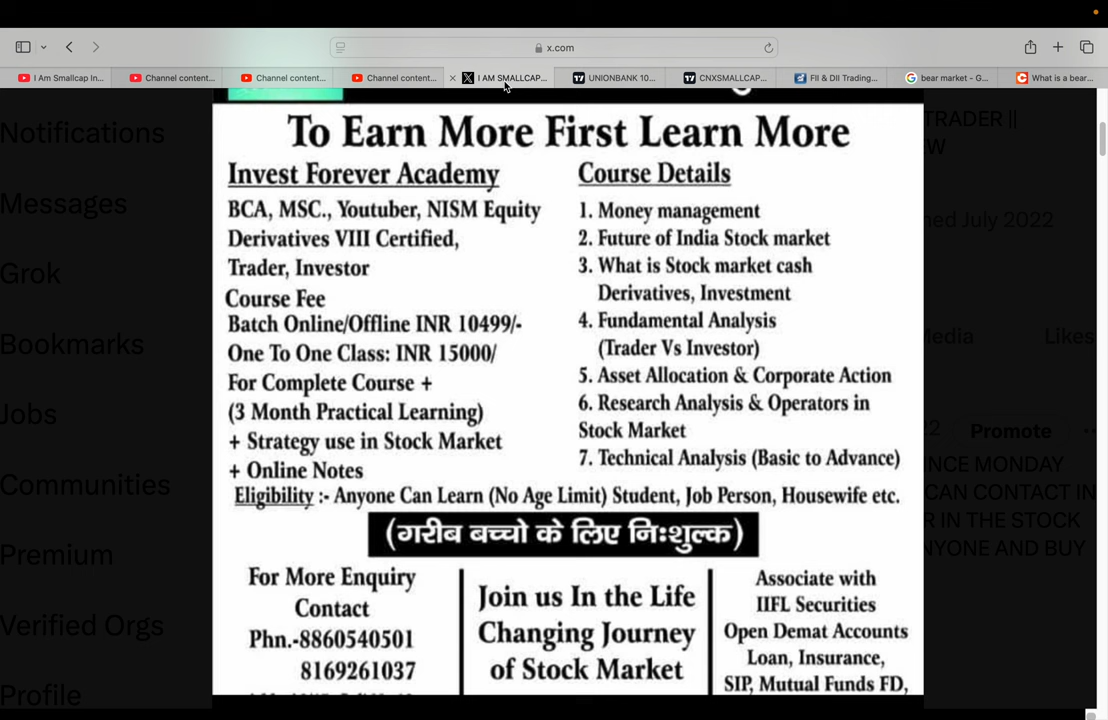 x.com
I Am Smallcap In...
Channel content...
Channel content...
Channel content...
I AM SMALLCAP...
UNIONBANK 10...
CNXSMALLCAP...
FII & DII Trading...
bear market - G...
What is a bear...
Notifications
Messages
Grok
Bookmarks
Jobs
Communities
Premium
Verified Orgs
Profile
To Earn More First Learn More
Invest Forever Academy
BCA, MSC., Youtuber, NISM Equity
Derivatives VIII Certified,
Trader, Investor
Course Fee
Batch Online/Offline INR 10499/-
One To One Class: INR 15000/
For Complete Course +
(3 Month Practical Learning)
+ Strategy use in Stock Market
+ Online Notes
Course Details
1. Money management
2. Future of India Stock market
3. What is Stock market cash
Derivatives, Investment
4. Fundamental Analysis
(Trader Vs Investor)
5. Asset Allocation & Corporate Action
6. Research Analysis & Operators in
Stock Market
7. Technical Analysis (Basic to Advance)
Eligibility :- Anyone Can Learn (No Age Limit) Student, Job Person, Housewife etc.
(गरीब बच्चो के लिए निःशुल्क)
For More Enquiry
Contact
Phn.-8860540501
8169261037
Join us In the Life
Changing Journey
of Stock Market
Associate with
IIFL Securities
Open Demat Accounts
Loan, Insurance,
SIP, Mutual Funds FD,
TRADER ||
July 2022
Media
Likes
Promote
MONDAY
CAN CONTACT IN
IN THE STOCK
AND BUY